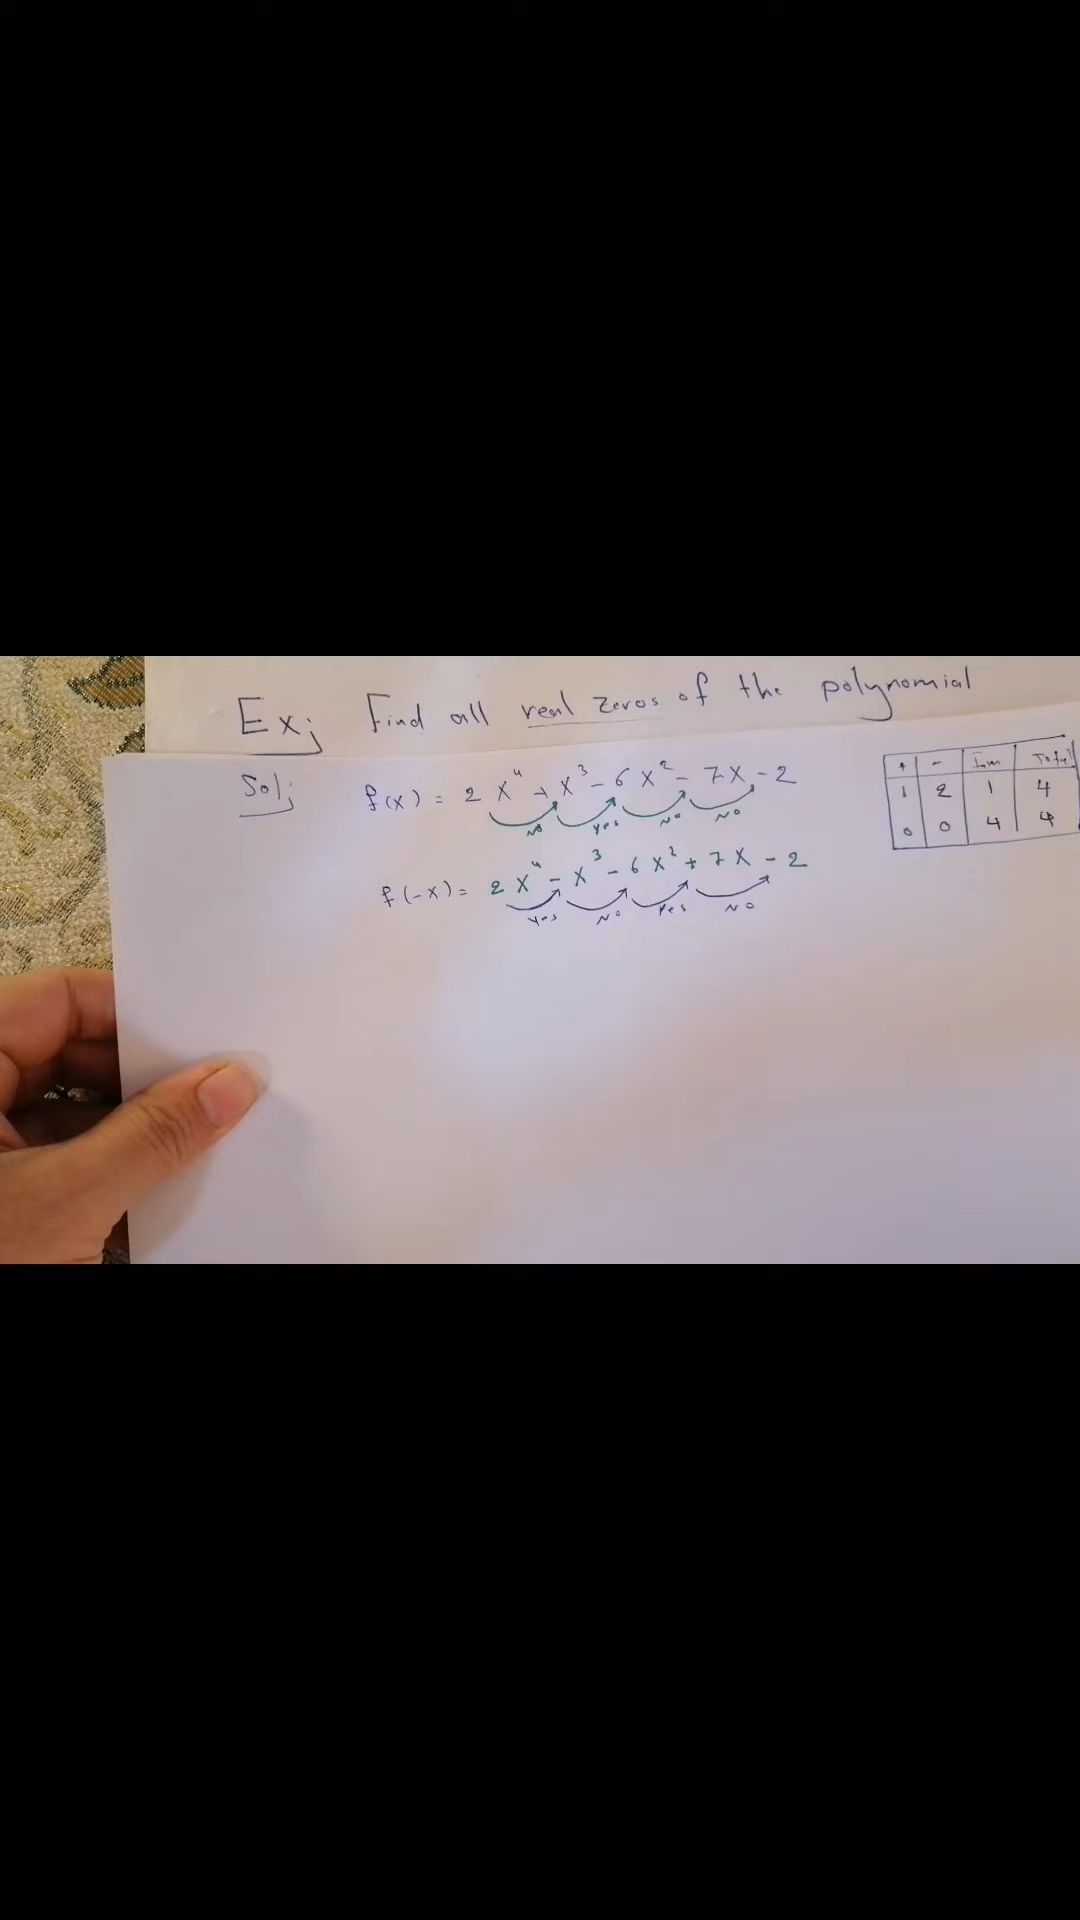 Ex; Find all real zeros of the polynomial
Sol; f(x) = 2x⁴ + x³ - 6x² - 7x - 2
No Yes No No
f(-x) = 2x⁴ - x³ - 6x² + 7x - 2
Yes No Yes No
+ - Im Total
1 2 1 4
0 0 4 4